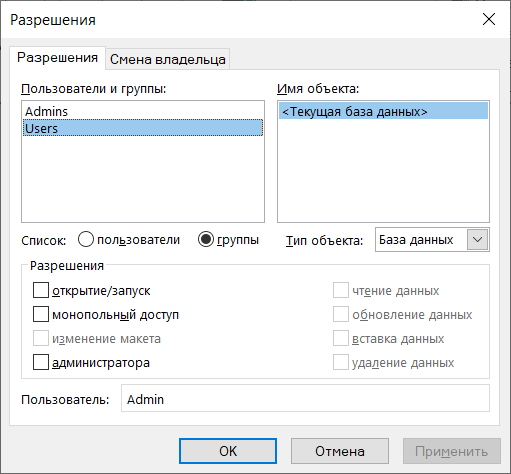 Разрешения
Разрешения Смена владельца
Пользователи и группы: Имя объекта:
Admins <Текущая база данных>
Users
Список: пользователи группы Тип объекта: База данных
Разрешения
открытие/запуск чтение данных
монопольный доступ обновление данных
изменение макета вставка данных
администратора удаление данных
Пользователь: Admin
OK Отмена Применить